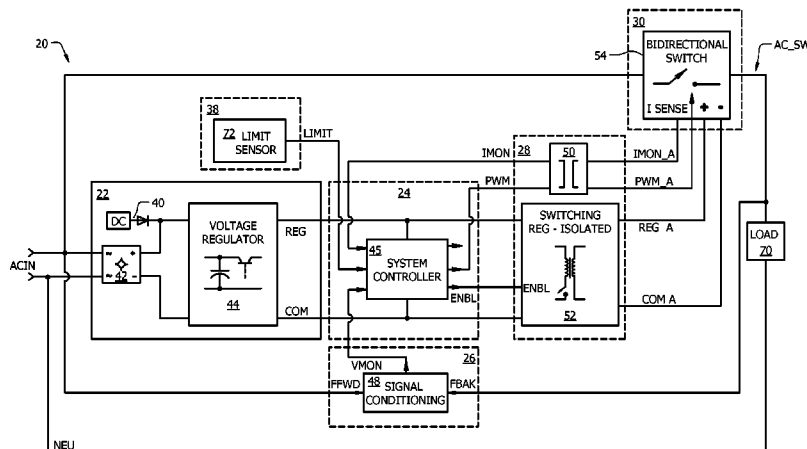 30
BIDIRECTIONAL
SWITCH
54
20
AC_SW
I SENSE + -
38
72 LIMIT
SENSOR
LIMIT
28
50
IMON
IMON_A
PWM
PWM_A
22
24
40
DC
VOLTAGE
REGULATOR
REG
SWITCHING
REG - ISOLATED
REG_A
45
SYSTEM
CONTROLLER
LOAD
70
ACIN
~ +
42
~ -
44
COM
ENBL
ENBL
52
COM_A
VMON
26
FFWD
48 SIGNAL
CONDITIONING
FBAK
NEU